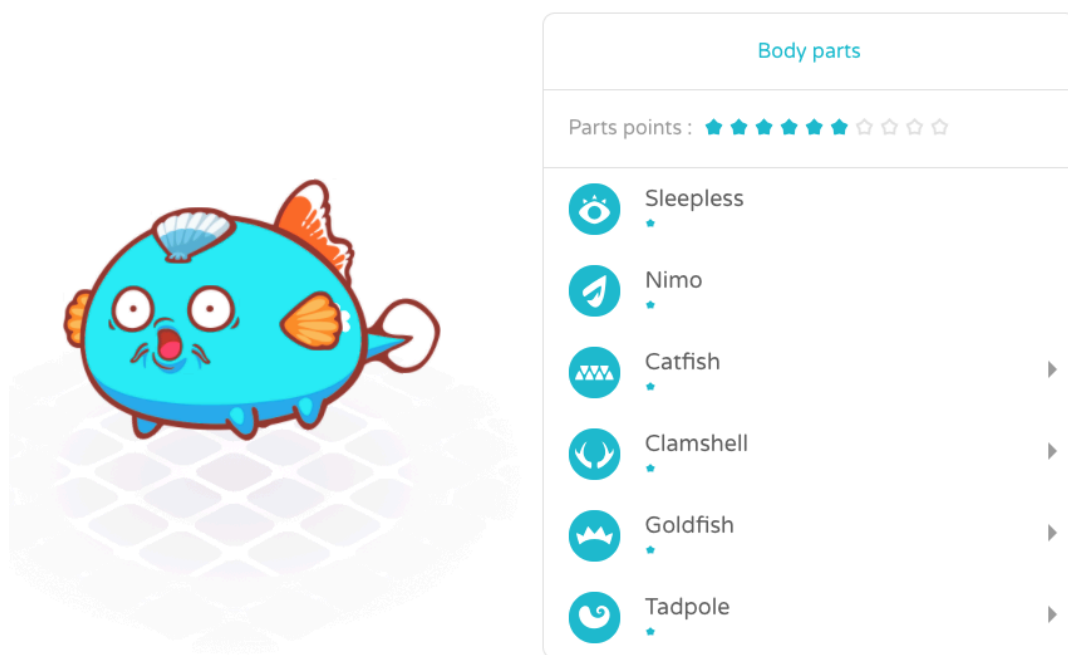 Body parts
Parts points :
Sleepless
Nimo
Catfish
Clamshell
Goldfish
Tadpole